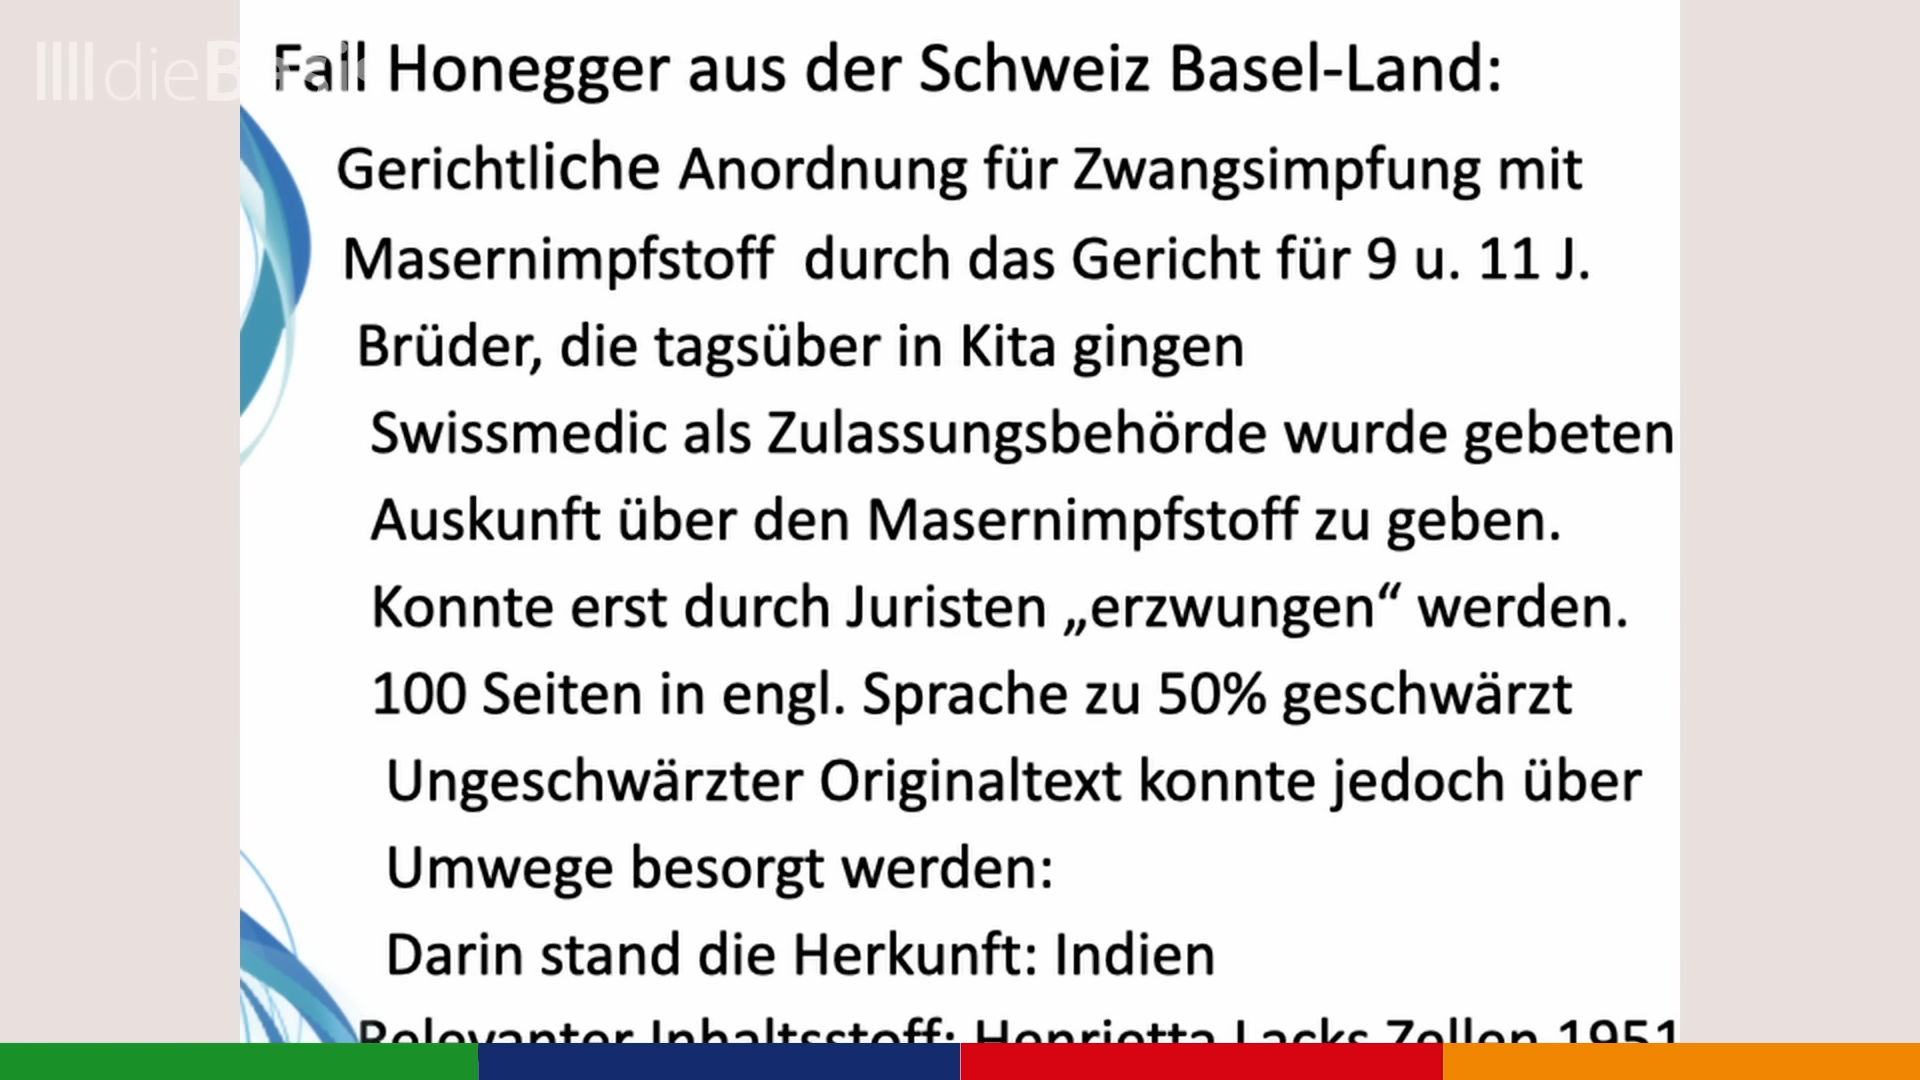 dieBasis
Fall Honegger aus der Schweiz Basel-Land:
Gerichtliche Anordnung für Zwangsimpfung mit
Masernimpfstoff durch das Gericht für 9 u. 11 J.
Brüder, die tagsüber in Kita gingen
Swissmedic als Zulassungsbehörde wurde gebeten
Auskunft über den Masernimpfstoff zu geben.
Konnte erst durch Juristen „erzwungen“ werden.
100 Seiten in engl. Sprache zu 50% geschwärzt
Ungeschwärzter Originaltext konnte jedoch über
Umwege besorgt werden:
Darin stand die Herkunft: Indien
Relevanter Inhaltsstoff: Henrietta Lacks Zellen 1951